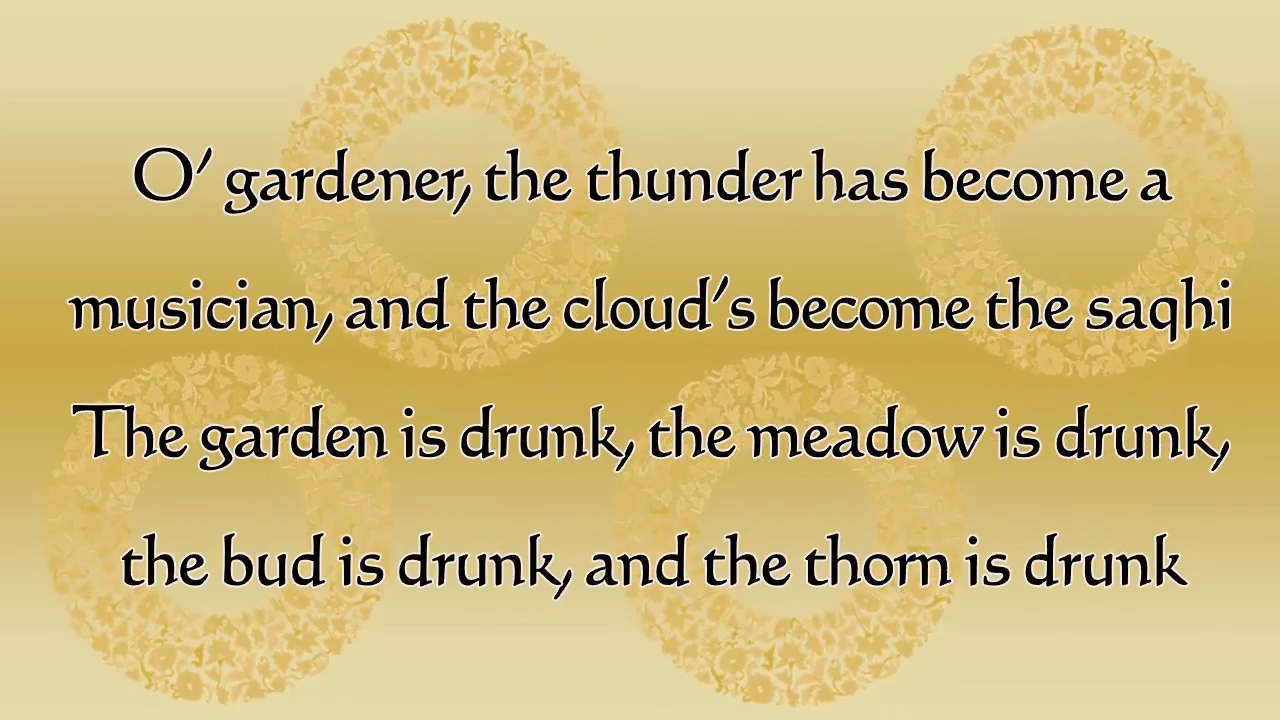 O' gardener, the thunder has become a
musician, and the cloud's become the saqhi
The garden is drunk, the meadow is drunk,
the bud is drunk, and the thorn is drunk